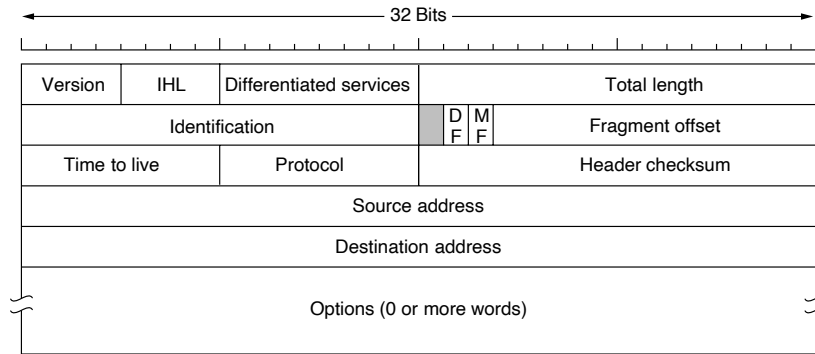 32 Bits
Version IHL Differentiated services Total length
Identification D F M F Fragment offset
Time to live Protocol Header checksum
Source address
Destination address
Options (0 or more words)